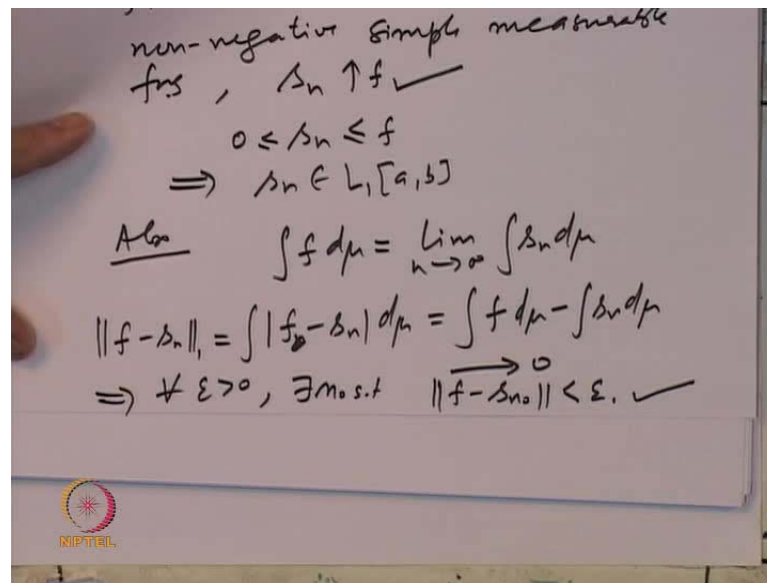 non-negative simple measurable
fns , sn ↑ f ✓
0 ≤ sn ≤ f
⇒ sn ∈ L1 [a, b]
Also ∫ f dμ = Lim n→∞ ∫ sn dμ
||f - sn||1 = ∫ |f - sn| dμ = ∫ f dμ - ∫ sn dμ
→ 0
⇒ ∀ ε>0, ∃ n0 s.t ||f - sn0|| < ε. ✓
NPTEL